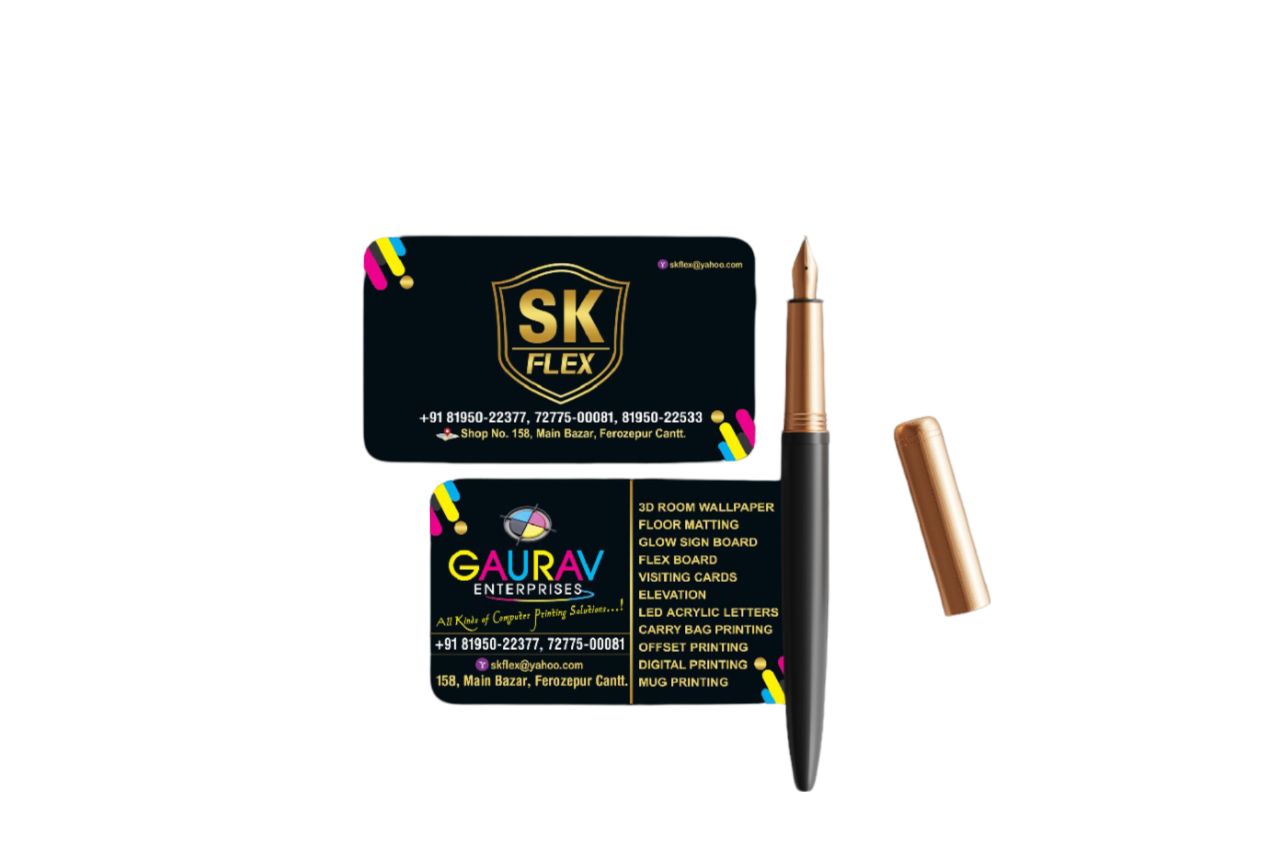 skflex@yahoo.com
SK
FLEX
+91 81950-22377, 72775-00081, 81950-22533
Shop No. 158, Main Bazar, Ferozepur Cantt.
GAURAV
ENTERPRISES
All Kinds of Computer Printing Solutions...!
+91 81950-22377, 72775-00081
skflex@yahoo.com
158, Main Bazar, Ferozepur Cantt.
3D ROOM WALLPAPER
FLOOR MATTING
GLOW SIGN BOARD
FLEX BOARD
VISITING CARDS
ELEVATION
LED ACRYLIC LETTERS
CARRY BAG PRINTING
OFFSET PRINTING
DIGITAL PRINTING
MUG PRINTING